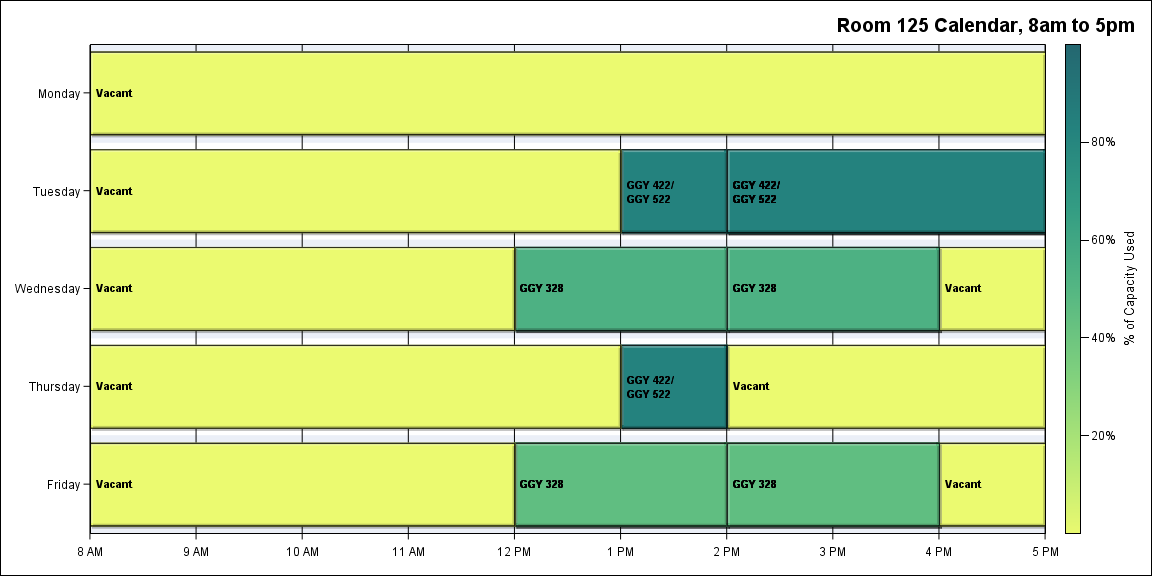 Room 125 Calendar, 8am to 5pm
Monday
Vacant
80%
Tuesday
Vacant
GGY 422/
GGY 522
GGY 422/
GGY 522
60%
% of Capacity Used
Wednesday
Vacant
GGY 328
GGY 328
Vacant
40%
Thursday
Vacant
GGY 422/
GGY 522
Vacant
20%
Friday
Vacant
GGY 328
GGY 328
Vacant
8 AM
9 AM
10 AM
11 AM
12 PM
1 PM
2 PM
3 PM
4 PM
5 PM